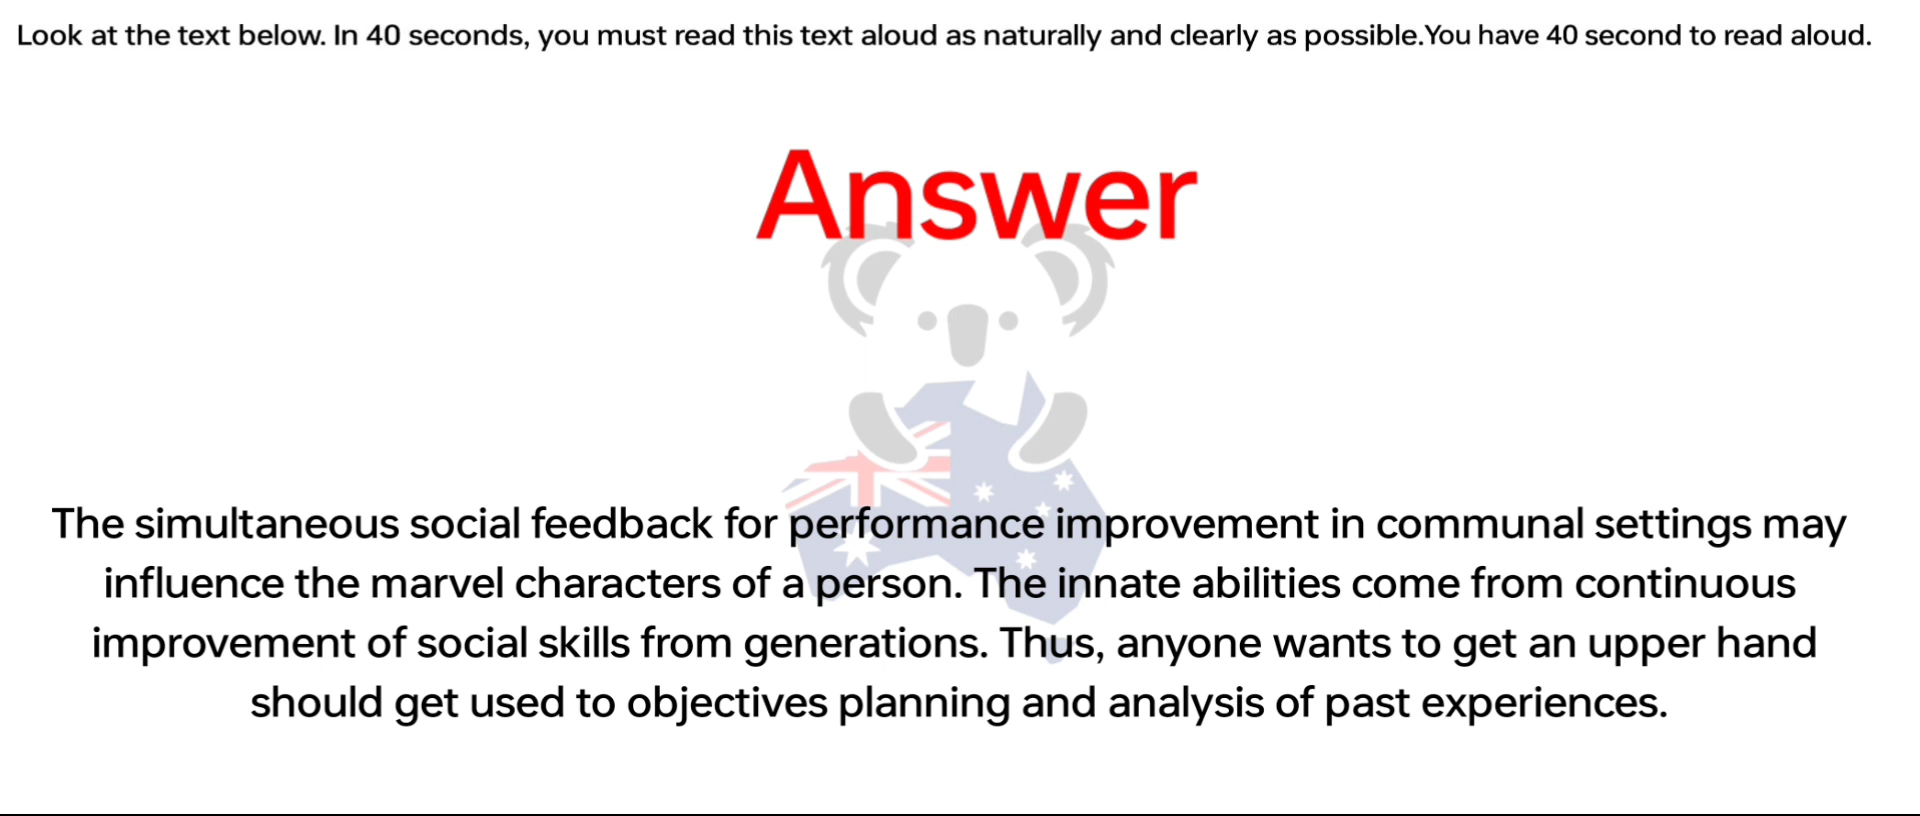 Look at the text below. In 40 seconds, you must read this text aloud as naturally and clearly as possible.You have 40 second to read aloud.
Answer
The simultaneous social feedback for performance improvement in communal settings may
influence the marvel characters of a person. The innate abilities come from continuous
improvement of social skills from generations. Thus, anyone wants to get an upper hand
should get used to objectives planning and analysis of past experiences.